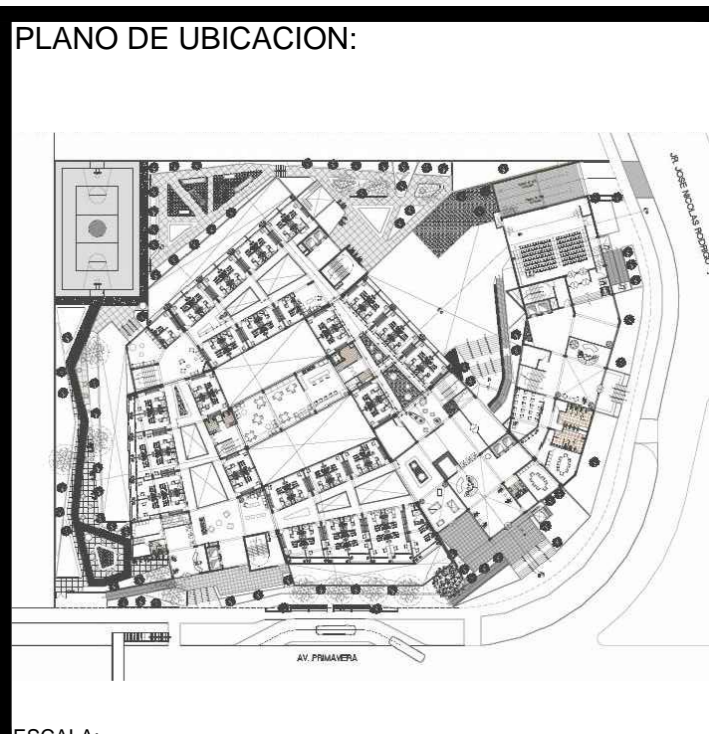 PLANO DE UBICACION:
JR. JOSE NICOLAS RODRIGO
AV. PRIMAVERA
ESCALA: